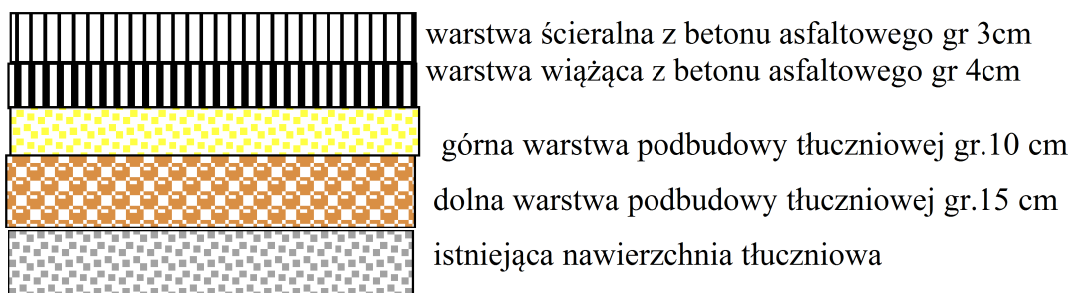 warstwa ścieralna z betonu asfaltowego gr 3cm
warstwa wiążąca z betonu asfaltowego gr 4cm
górna warstwa podbudowy tłuczniowej gr.10 cm
dolna warstwa podbudowy tłuczniowej gr.15 cm
istniejąca nawierzchnia tłuczniowa